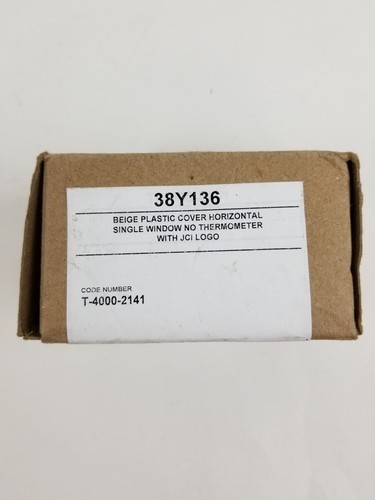 38Y136
BEIGE PLASTIC COVER HORIZONTAL
SINGLE WINDOW NO THERMOMETER
WITH JCI LOGO
CODE NUMBER
T-4000-2141